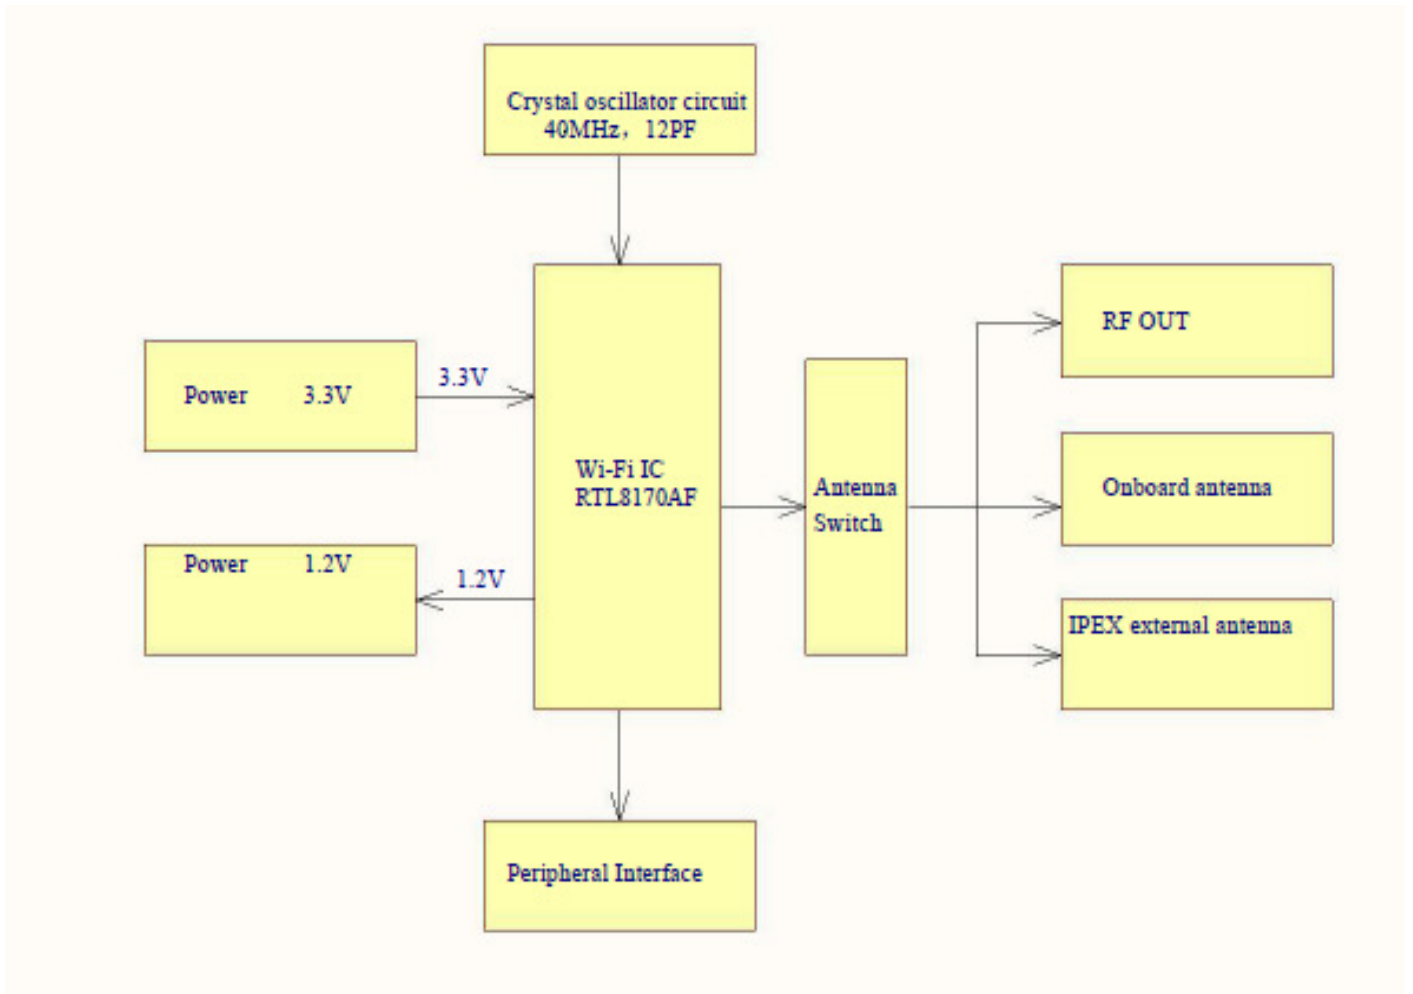 Crystal oscillator circuit
40MHz，12PF
RF OUT
3.3V
Power 3.3V
Wi-Fi IC
RTL8170AF
Antenna
Switch
Onboard antenna
Power 1.2V
1.2V
IPEX external antenna
Peripheral Interface